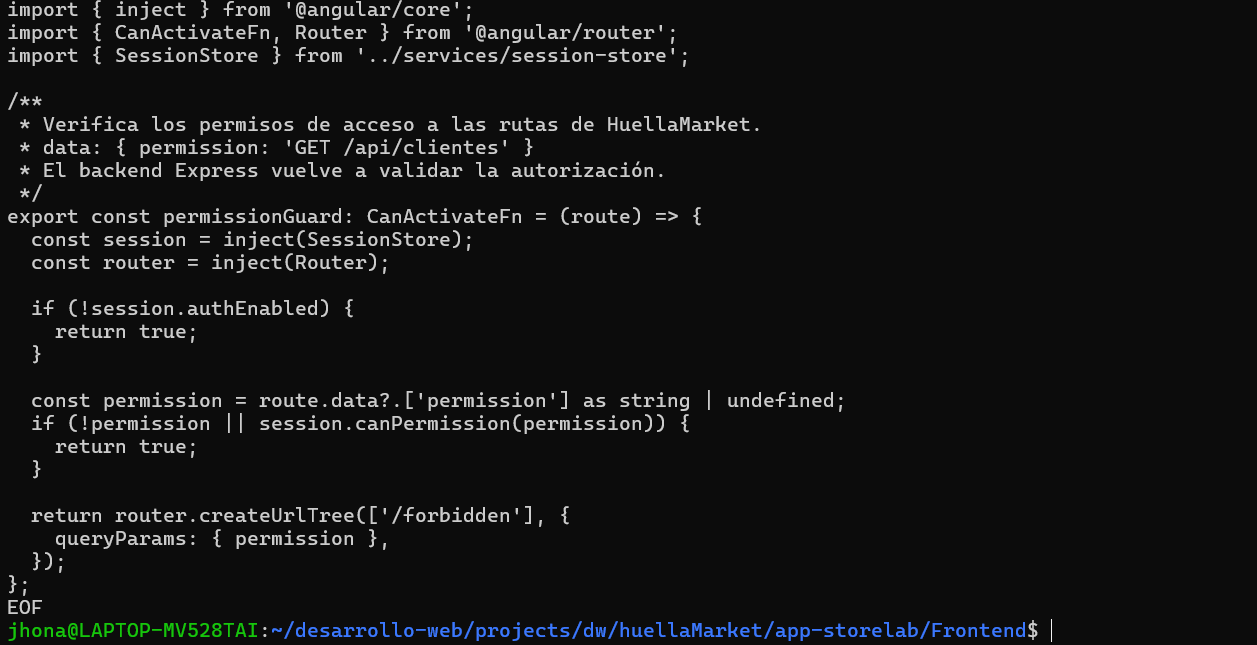 import { inject } from '@angular/core';
import { CanActivateFn, Router } from '@angular/router';
import { SessionStore } from '../services/session-store';

/**
 * Verifica los permisos de acceso a las rutas de HuellaMarket.
 * data: { permission: 'GET /api/clientes' }
 * El backend Express vuelve a validar la autorización.
 */
export const permissionGuard: CanActivateFn = (route) => {
  const session = inject(SessionStore);
  const router = inject(Router);

  if (!session.authEnabled) {
    return true;
  }

  const permission = route.data?.['permission'] as string | undefined;
  if (!permission || session.canPermission(permission)) {
    return true;
  }

  return router.createUrlTree(['/forbidden'], {
    queryParams: { permission },
  });
};
EOF
jhona@LAPTOP-MV528TAI:~/desarrollo-web/projects/dw/huellaMarket/app-storelab/Frontend$